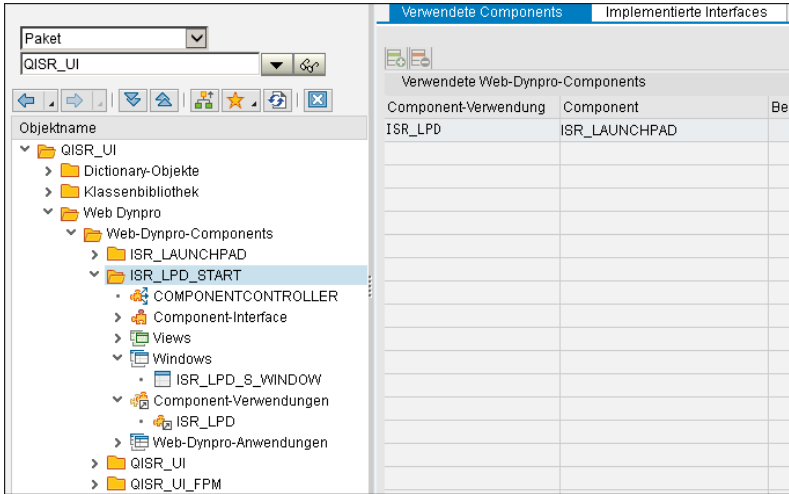 Paket
QISR_UI
Objektname
QISR_UI
Dictionary-Objekte
Klassenbibliothek
Web Dynpro
Web-Dynpro-Components
ISR_LAUNCHPAD
ISR_LPD_START
COMPONENTCONTROLLER
Component-Interface
Views
Windows
ISR_LPD_S_WINDOW
Component-Verwendungen
ISR_LPD
Web-Dynpro-Anwendungen
QISR_UI
QISR_UI_FPM
Verwendete Components Implementierte Interfaces
Verwendete Web-Dynpro-Components
Component-Verwendung Component Be
ISR_LPD ISR_LAUNCHPAD